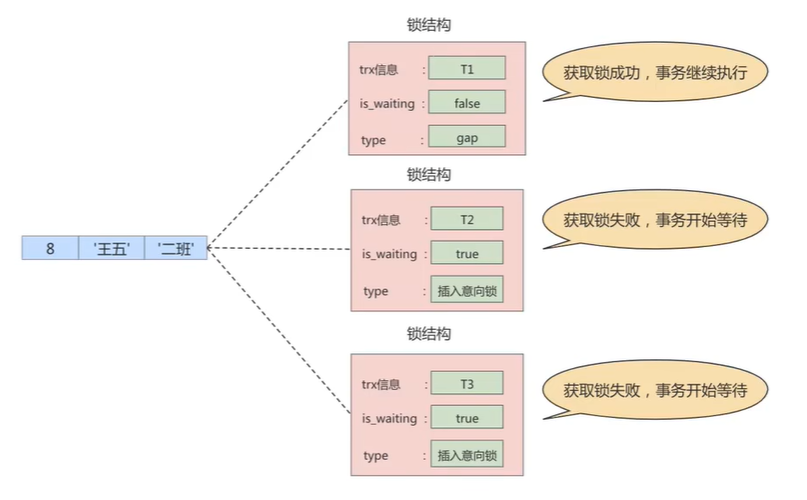 锁结构
trx信息 : T1
is_waiting : false
type : gap
获取锁成功，事务继续执行
锁结构
trx信息 : T2
is_waiting : true
type : 插入意向锁
获取锁失败，事务开始等待
8 '王五' '二班'
锁结构
trx信息 : T3
is_waiting : true
type : 插入意向锁
获取锁失败，事务开始等待